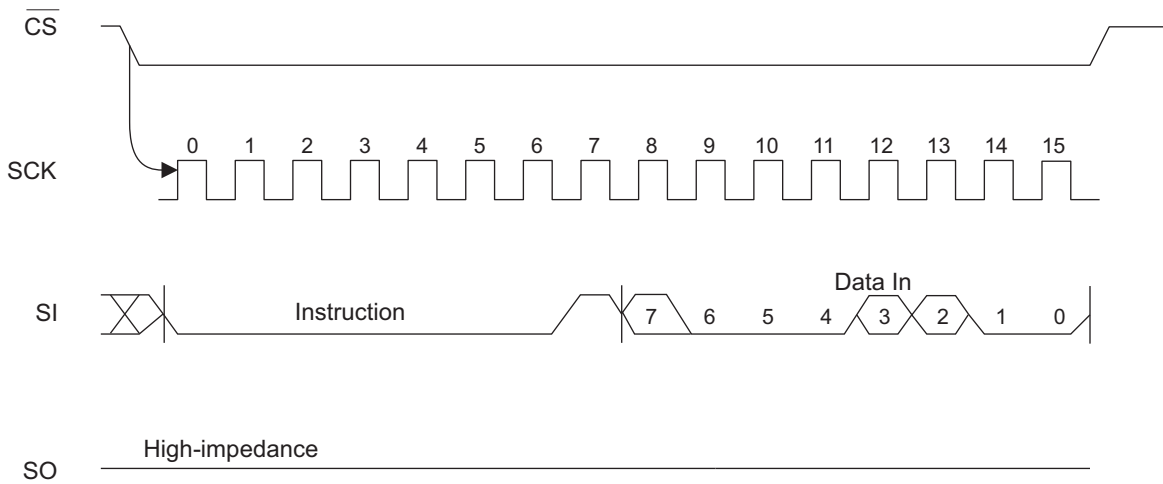 CS
0 1 2 3 4 5 6 7 8 9 10 11 12 13 14 15
SCK
Data In
SI Instruction 7 6 5 4 3 2 1 0
High-impedance
SO